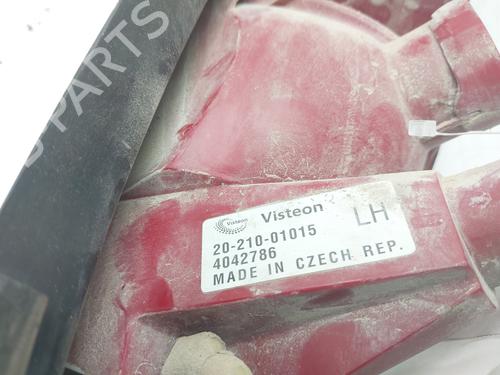 PARTS
Visteon Visteon LH
20-210-01015
4042786
MADE IN CZECH REP.